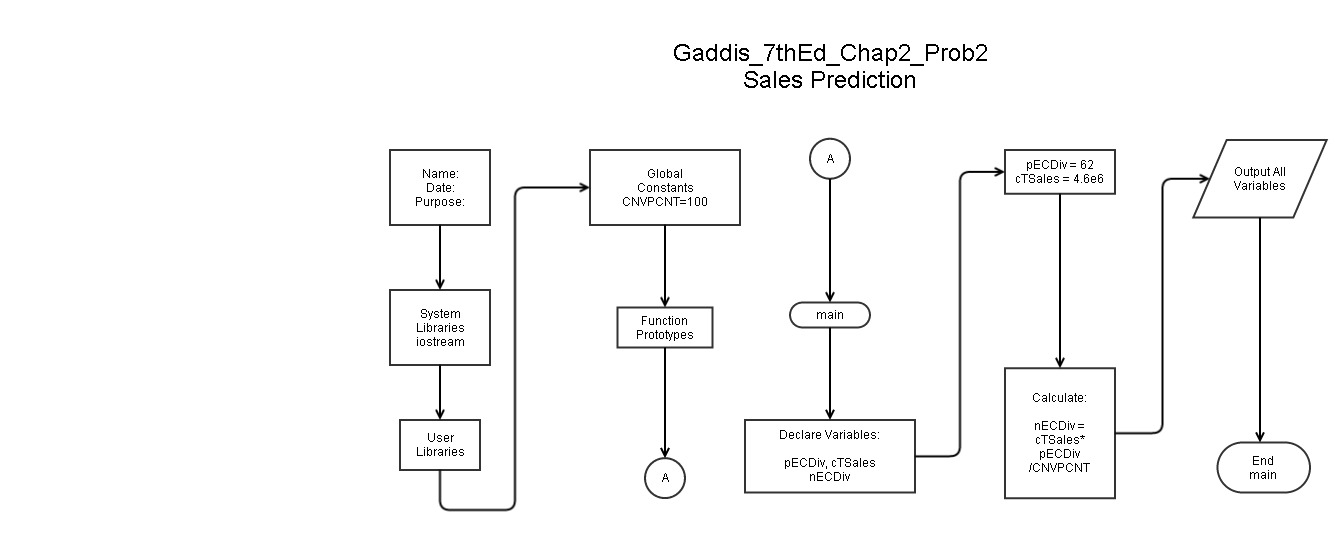 Gaddis_7thEd_Chap2_Prob2
Sales Prediction
Name:
Date:
Purpose:
System
Libraries
iostream
User
Libraries
Global
Constants
CNVPCNT=100
Function
Prototypes
A
A
main
Declare Variables:
pECDiv, cTSales
nECDiv
pECDiv = 62
cTSales = 4.6e6
Calculate:
nECDiv =
cTSales*
pECDiv
/CNVPCNT
Output All
Variables
End
main